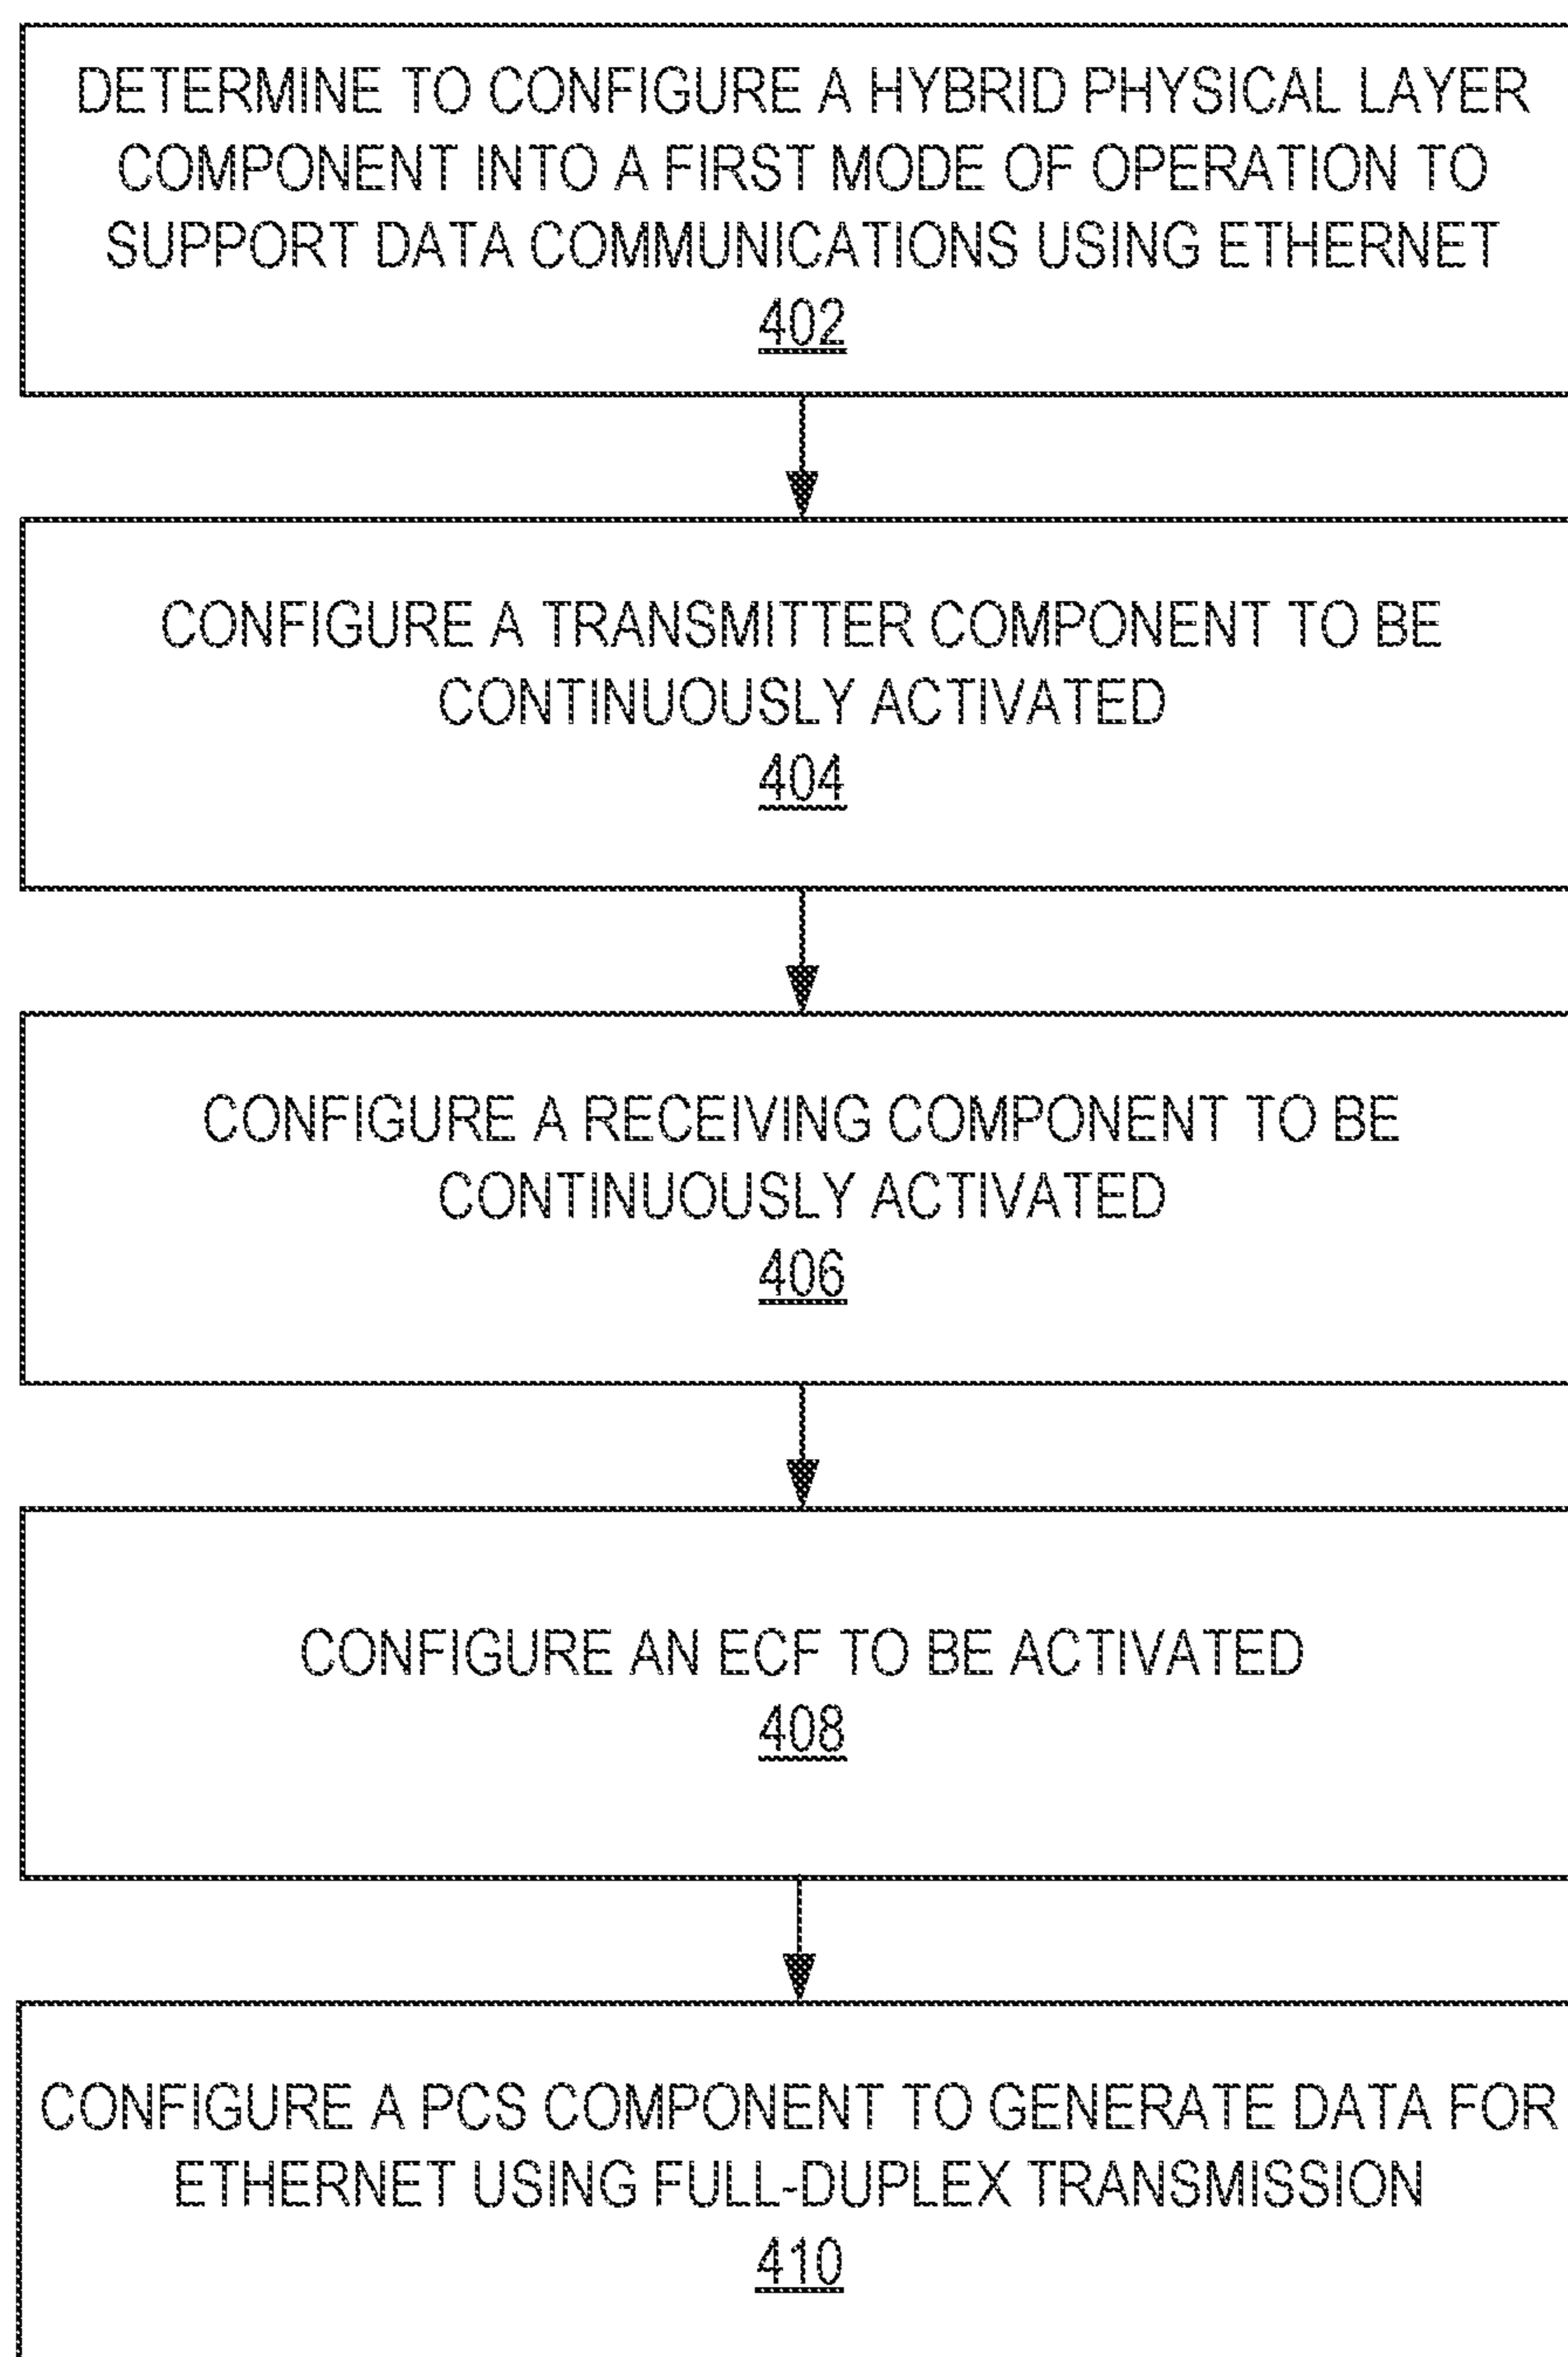 DETERMINE TO CONFIGURE A HYBRID PHYSICAL LAYER
COMPONENT INTO A FIRST MODE OF OPERATION TO
SUPPORT DATA COMMUNICATIONS USING ETHERNET
402
CONFIGURE A TRANSMITTER COMPONENT TO BE
CONTINUOUSLY ACTIVATED
404
CONFIGURE A RECEIVING COMPONENT TO BE
CONTINUOUSLY ACTIVATED
406
CONFIGURE AN ECF TO BE ACTIVATED
408
CONFIGURE A PCS COMPONENT TO GENERATE DATA FOR
ETHERNET USING FULL-DUPLEX TRANSMISSION
410